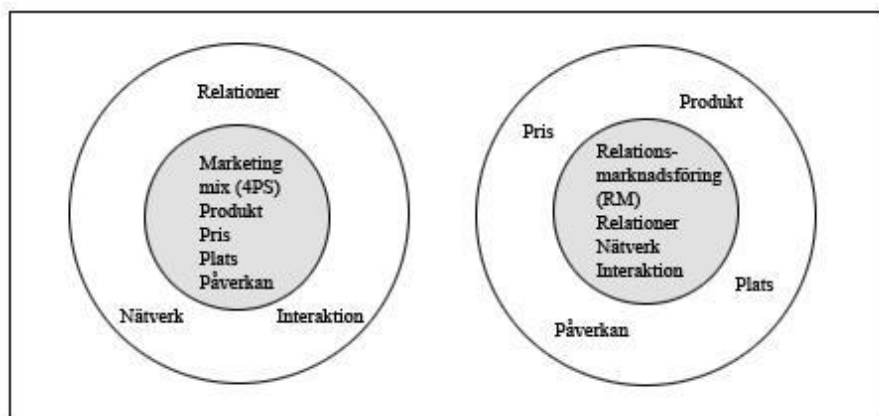 Relationer
Marketing
mix (4PS)
Produkt
Pris
Plats
Påverkan
Nätverk
Interaktion
Produkt
Pris
Relations-
marknadsföring
(RM)
Relationer
Nätverk
Interaktion
Plats
Påverkan